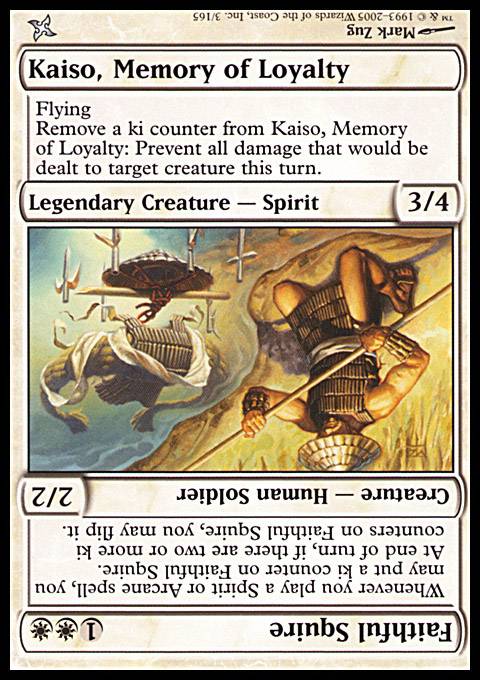 Kaiso, Memory of Loyalty
Flying
Remove a ki counter from Kaiso, Memory
of Loyalty: Prevent all damage that would be
dealt to target creature this turn.
Legendary Creature — Spirit
3/4
Faithful Squire
1
Whenever you play a Spirit or Arcane spell, you
may put a ki counter on Faithful Squire.
At end of turn, if there are two or more ki
counters on Faithful Squire, you may flip it.
Creature — Human Soldier
2/2
Mark Zug
™ & © 1993–2005 Wizards of the Coast, Inc. 3/165